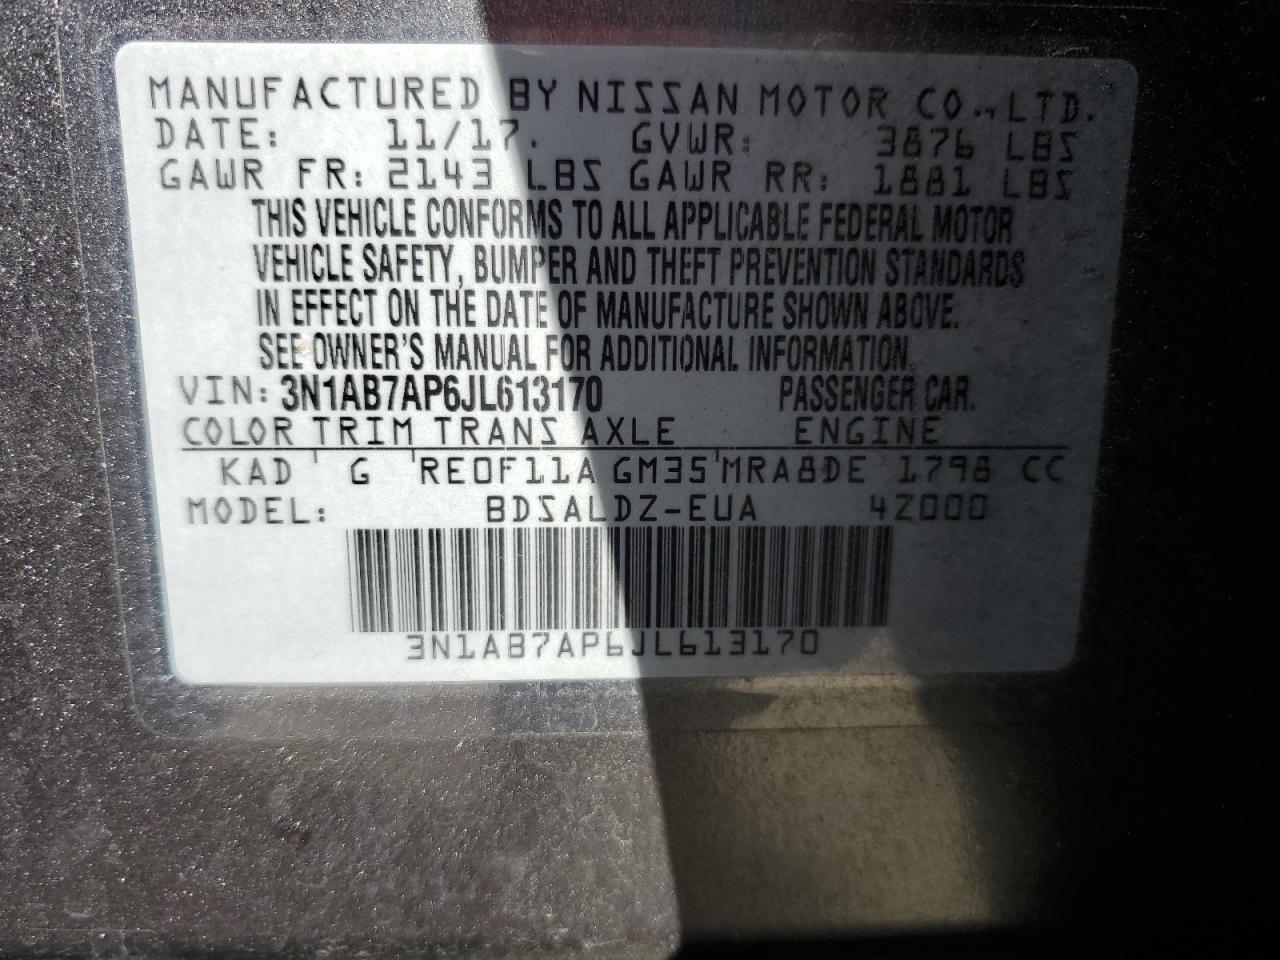 MANUFACTURED BY NISSAN MOTOR CO., LTD.
DATE: 11/17. GVWR: 3876 LBS
GAWR FR: 2143 LBS GAWR RR: 1881 LBS
THIS VEHICLE CONFORMS TO ALL APPLICABLE FEDERAL MOTOR
VEHICLE SAFETY, BUMPER AND THEFT PREVENTION STANDARDS
IN EFFECT ON THE DATE OF MANUFACTURE SHOWN ABOVE.
SEE OWNER'S MANUAL FOR ADDITIONAL INFORMATION.
VIN: 3N1AB7AP6JL613170 PASSENGER CAR.
COLOR TRIM TRANS AXLE ENGINE
KAD G RE0F11A GM35 MRA8DE 1798 CC
MODEL: BDSALDZ-EUA 4Z000
3N1AB7AP6JL613170